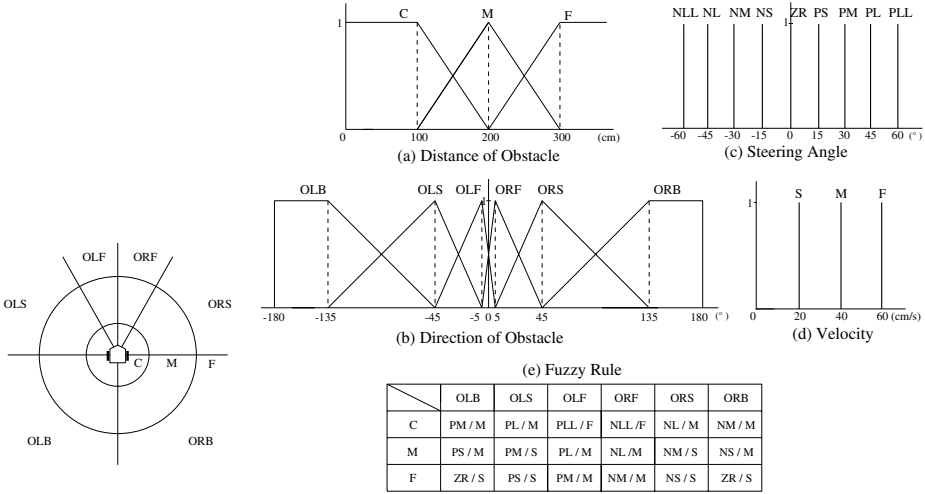 C M F
1
0 100 200 300 (cm)
(a) Distance of Obstacle
NLL NL NM NS ZR PS PM PL PLL
1
-60 -45 -30 -15 0 15 30 45 60 (°)
(c) Steering Angle
OLB OLS OLF ORF ORS ORB
1
-180 -135 -45 -5 0 5 45 135 180 (°)
(b) Direction of Obstacle
S M F
1
0 20 40 60 (cm/s)
(d) Velocity
OLF ORF
OLS ORS
C M F
OLB ORB
(e) Fuzzy Rule
OLB OLS OLF ORF ORS ORB
C PM / M PL / M PLL / F NLL /F NL / M NM / M
M PS / M PM / S PL / M NL /M NM / S NS / M
F ZR / S PS / S PM / M NM / M NS / S ZR / S